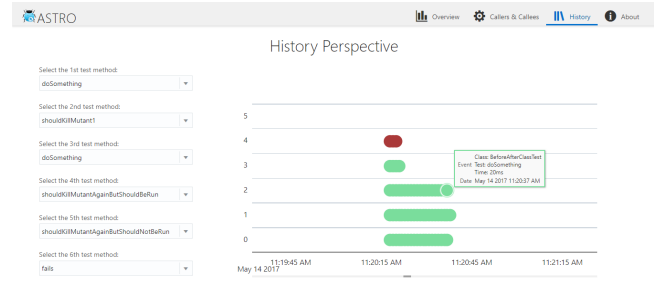 ASTRO
Overview
Callers & Callees
History
About
History Perspective
Select the 1st test method:
doSomething
Select the 2nd test method:
shouldKillMutant1
Select the 3rd test method:
doSomething
Select the 4th test method:
shouldKillMutantAgainButShouldBeRun
Select the 5th test method:
shouldKillMutantAgainButShouldNotBeRun
Select the 6th test method:
fails
5
4
3
2
1
0
Class: BeforeAfterClassTest
Event Test: doSomething
Time: 20ms
Date May 14 2017 11:20:37 AM
11:19:45 AM
11:20:15 AM
11:20:45 AM
11:21:15 AM
May 14 2017